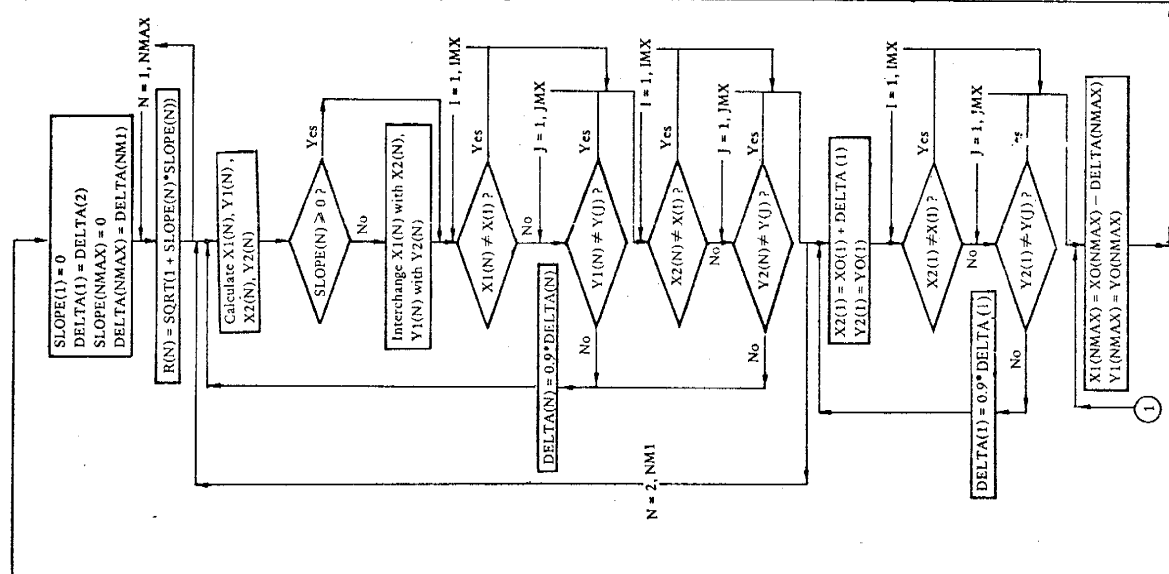 SLOPE(1) = 0
DELTA(1) = DELTA(2)
SLOPE(NMAX) = 0
DELTA(NMAX) = DELTA(NM1)
N = 1, NMAX
R(N) = SQRT(1 + SLOPE(N)*SLOPE(N))
Calculate X1(N), Y1(N),
X2(N), Y2(N)
SLOPE(N) ⩾ 0 ?
Yes
No
Interchange X1(N) with X2(N),
Y1(N) with Y2(N)
I = 1, IMX
X1(N) ≠ X(I) ?
Yes
No
J = 1, JMX
DELTA(N) = 0.9*DELTA(N)
Y1(N) ≠ Y(J) ?
Yes
No
I = 1, IMX
X2(N) ≠ X(I) ?
Yes
No
J = 1, JMX
Y2(N) ≠ Y(J) ?
Yes
No
N = 2, NM1
X2(1) = XO(1) + DELTA (1)
Y2(1) = YO(1)
I = 1, IMX
X2(1) ≠ X(I) ?
Yes
No
J = 1, JMX
DELTA(1) = 0.9* DELTA (1)
Y2(1) ≠ Y(J) ?
Yes
No
X1(NMAX) = XO(NMAX) − DELTA(NMAX)
Y1(NMAX) = YO(NMAX)
1